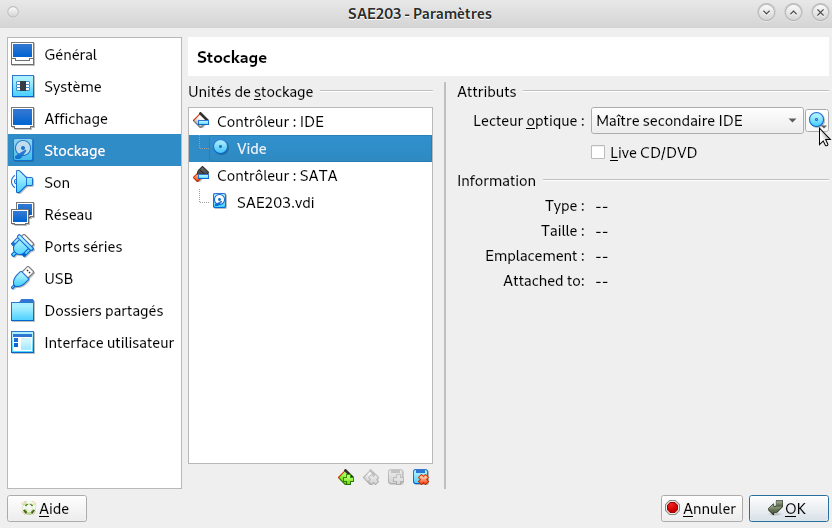 SAE203 - Paramètres
Général
Système
Affichage
Stockage
Son
Réseau
Ports séries
USB
Dossiers partagés
Interface utilisateur
Stockage
Unités de stockage
Contrôleur : IDE
Vide
Contrôleur : SATA
SAE203.vdi
Attributs
Lecteur optique : Maître secondaire IDE
Live CD/DVD
Information
Type : --
Taille : --
Emplacement : --
Attached to: --
Aide
Annuler
OK